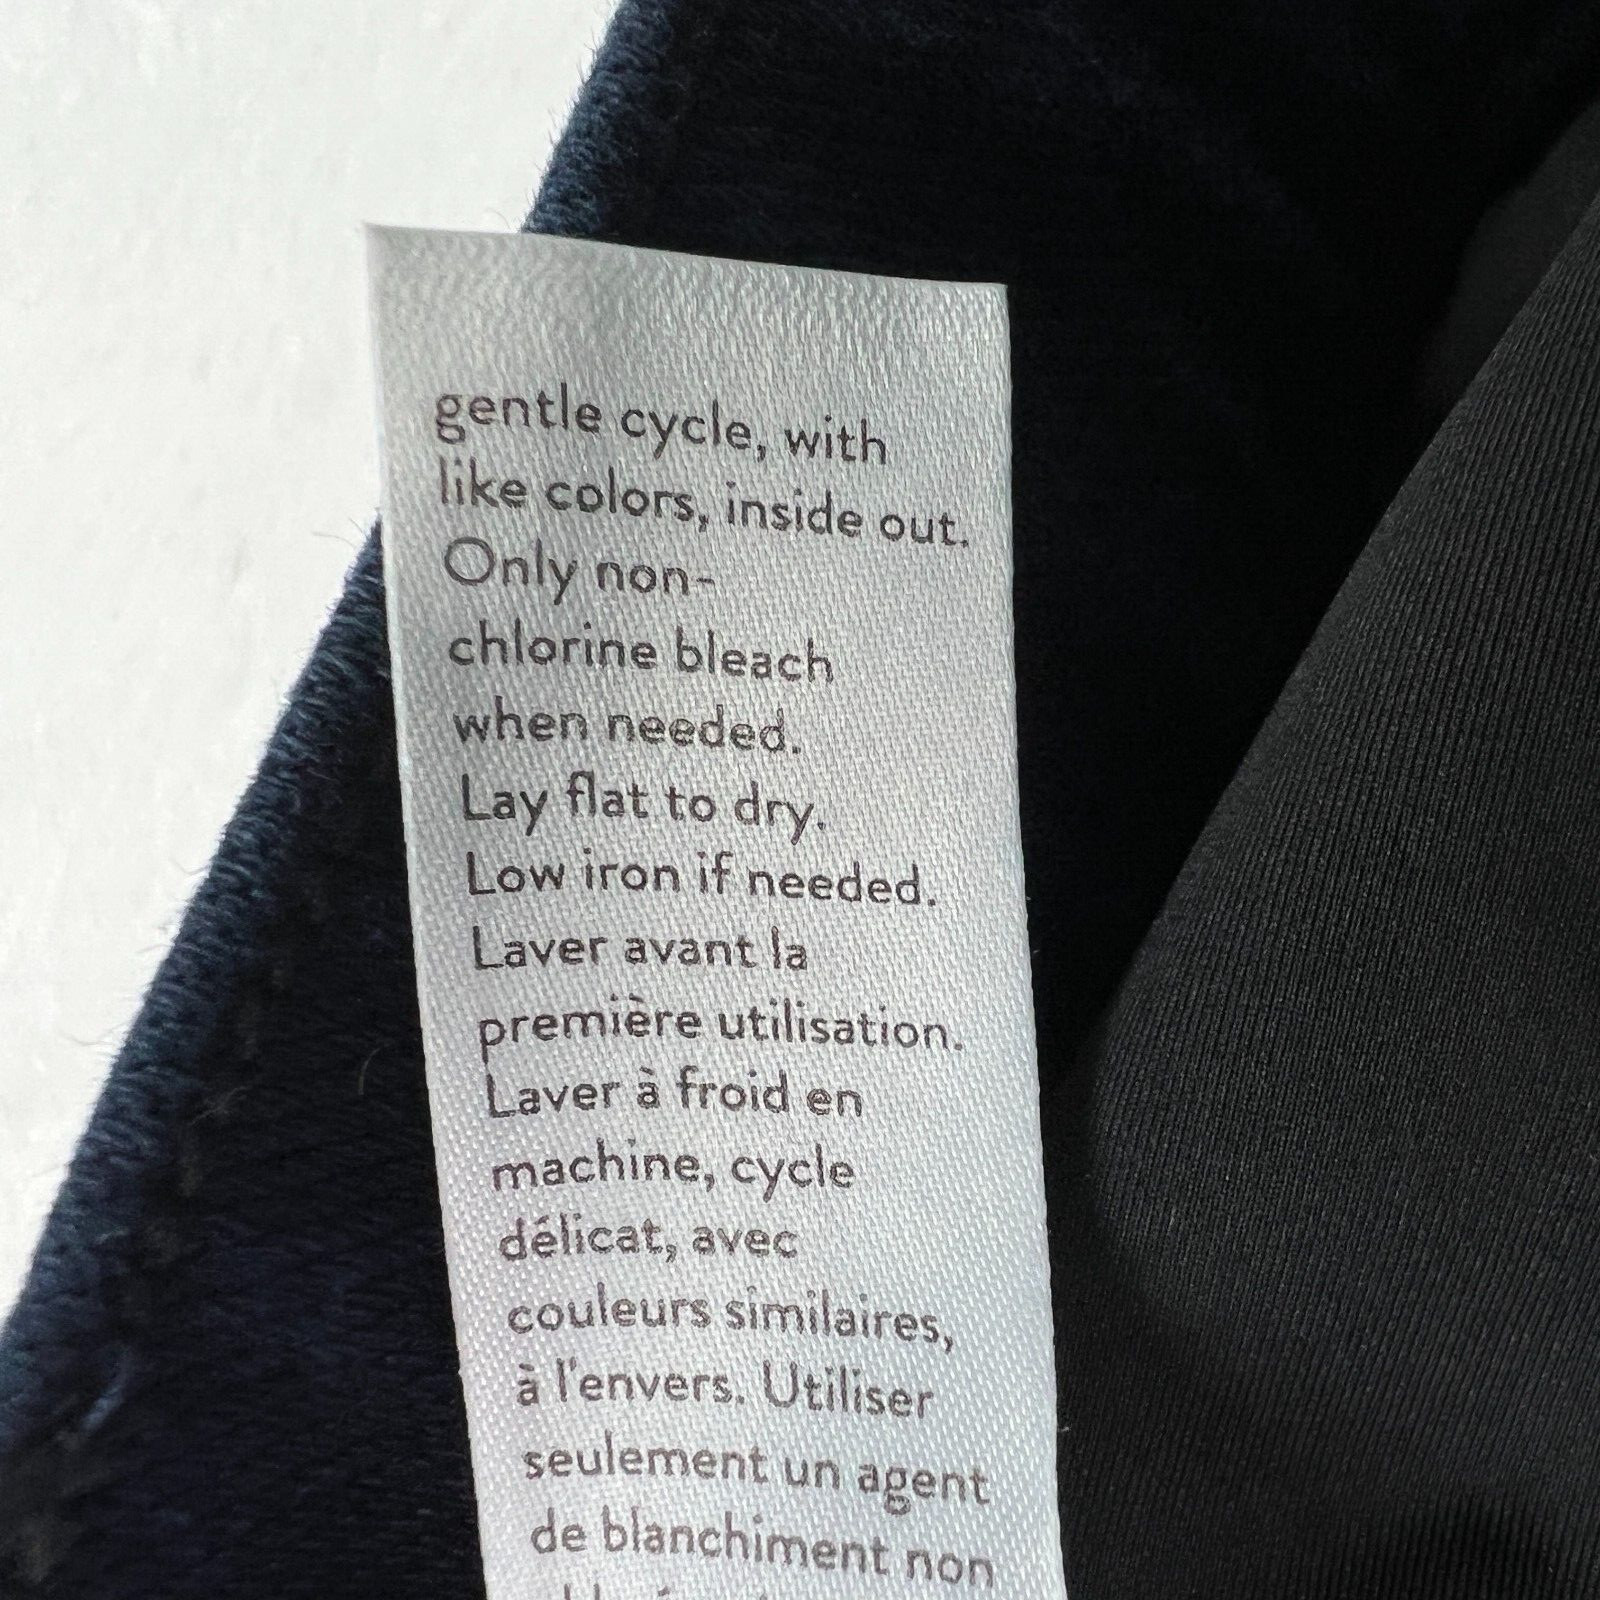 gentle cycle, with
like colors, inside out.
Only non-
chlorine bleach
when needed.
Lay flat to dry.
Low iron if needed.
Laver avant la
première utilisation.
Laver à froid en
machine, cycle
délicat, avec
couleurs similaires,
à l'envers. Utiliser
seulement un agent
de blanchiment non